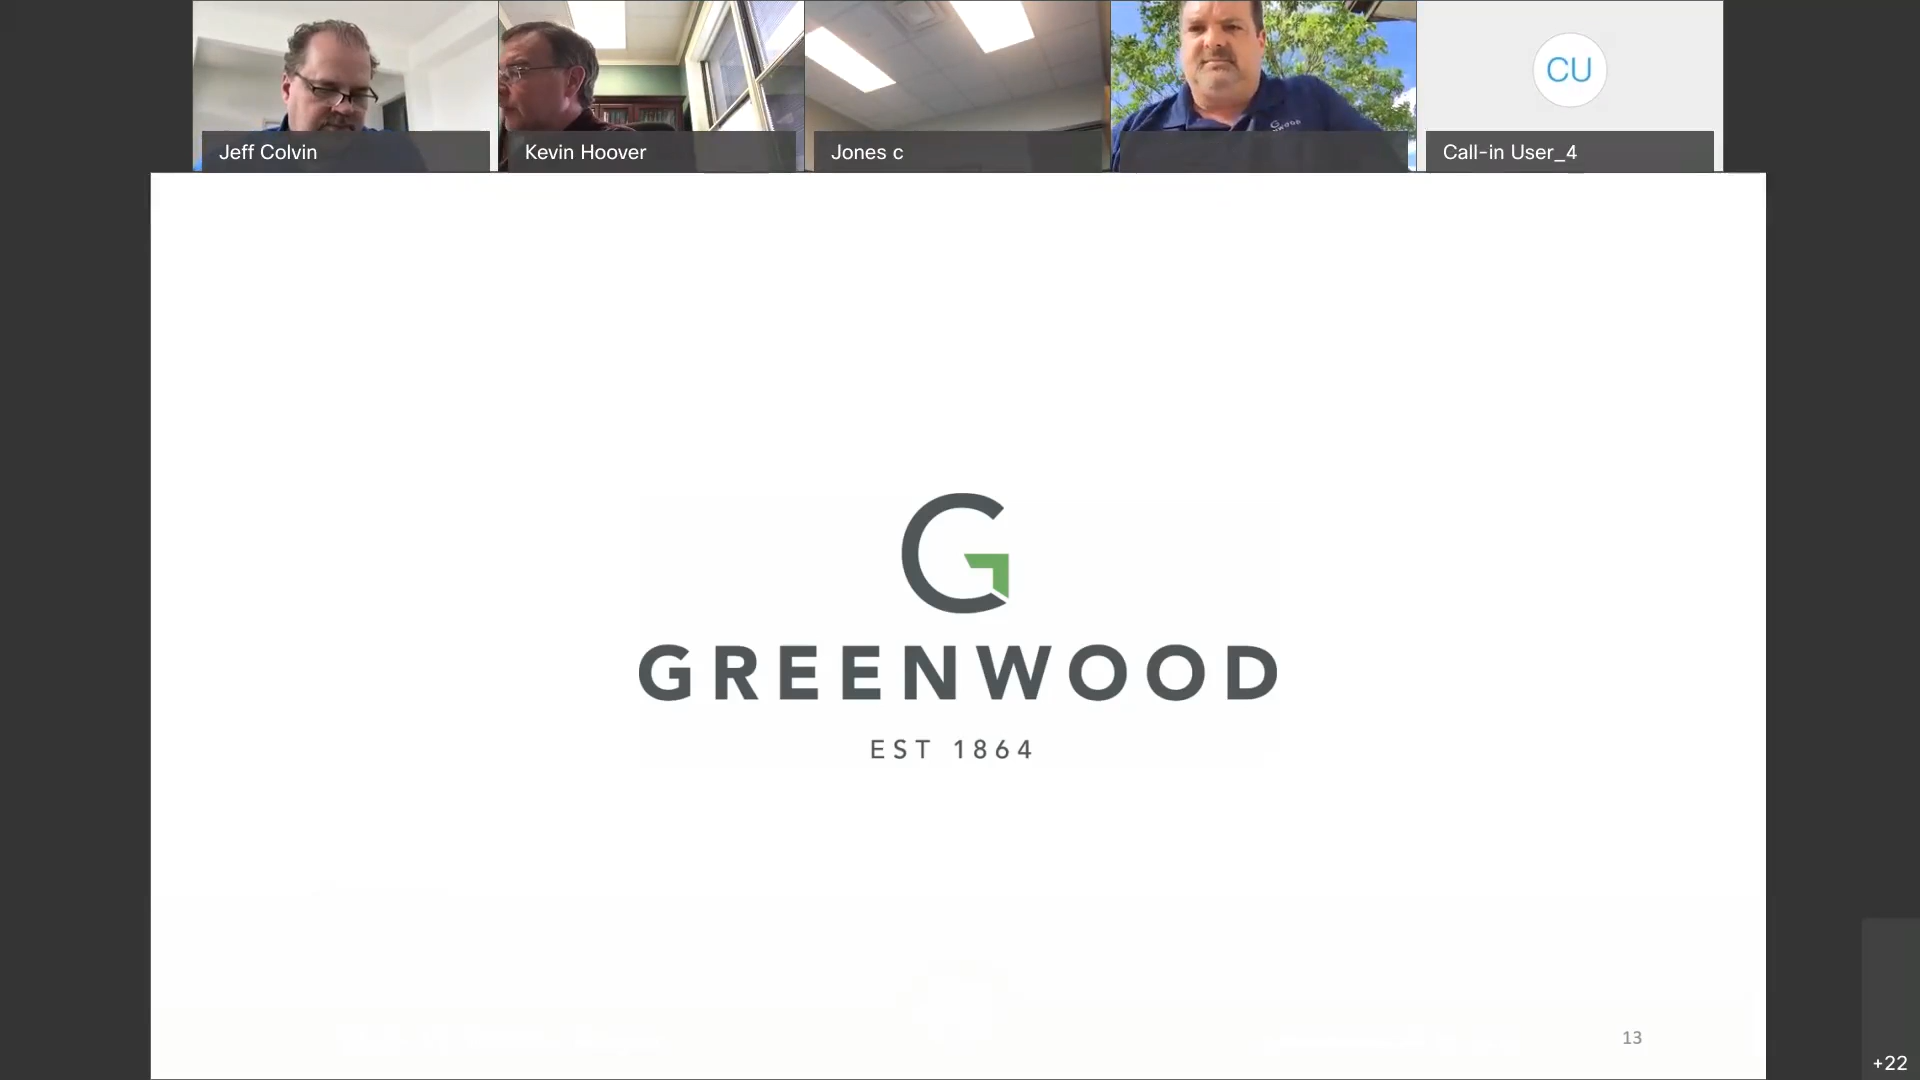 Jeff Colvin
Kevin Hoover
Jones c
CU
Call-in User_4
G
GREENWOOD
EST 1864
13
+22